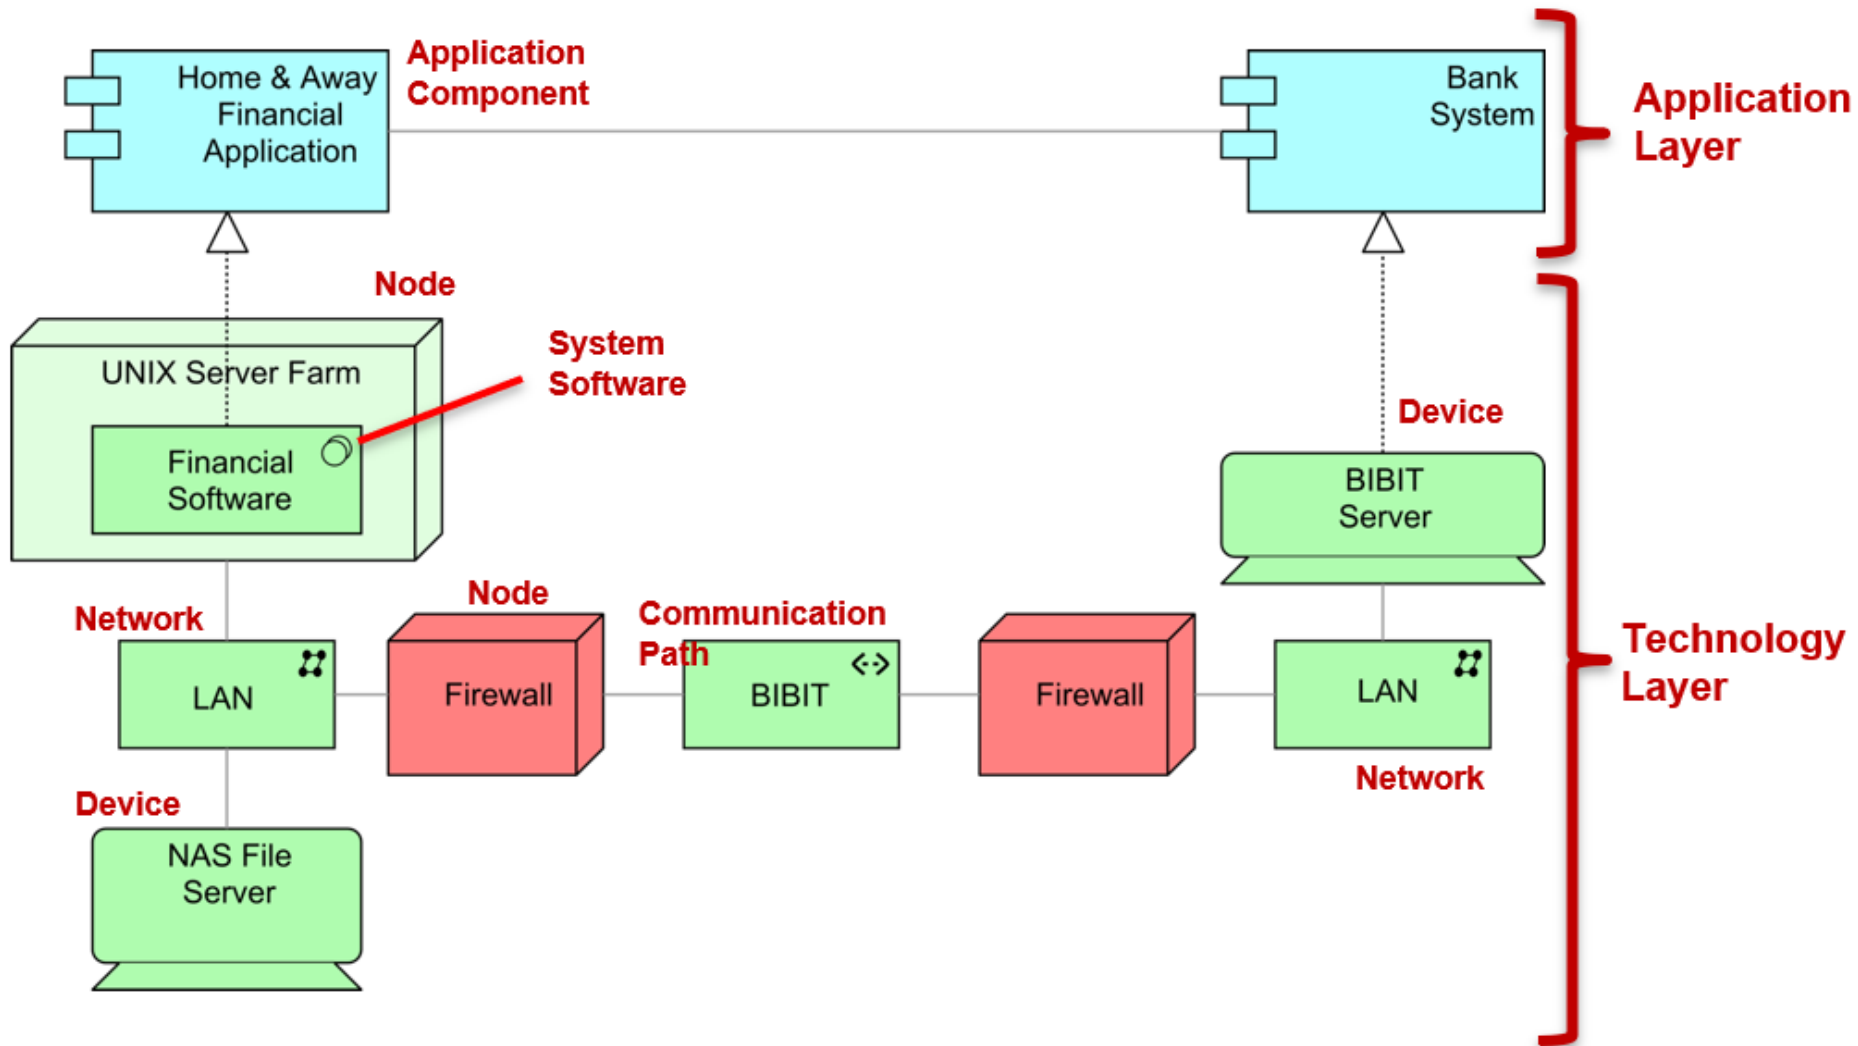 Home & Away
Financial
Application
Application
Component
Bank
System
Application
Layer
Node
UNIX Server Farm
System
Software
Financial
Software
Device
BIBIT
Server
Network
LAN
Node
Firewall
Communication
Path
BIBIT
Firewall
LAN
Network
Technology
Layer
Device
NAS File
Server